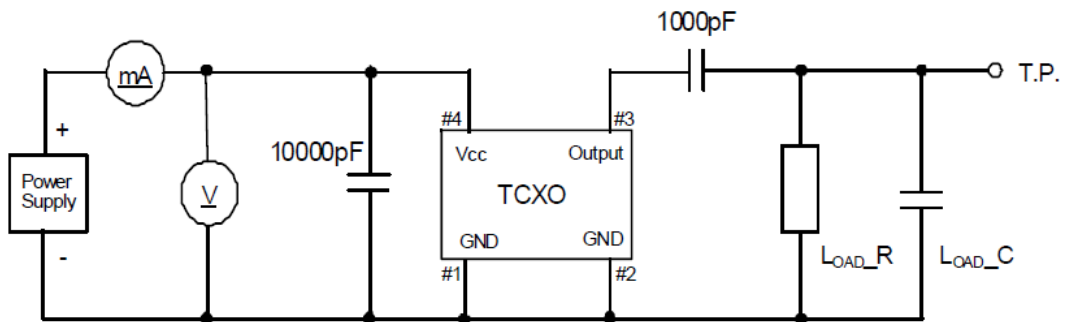 1000pF
mA
T.P.
+
#4
#3
10000pF
Vcc
Output
Power
Supply
V
TCXO
GND
GND
-
#1
#2
LOAD_R
LOAD_C